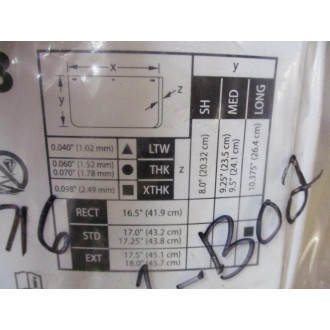 x
y
y
z
SH
MED
LONG
0.040" (1.02 mm) ▲ LTW
0.060" (1.52 mm)
0.070" (1.78 mm) ● THK
z
0.098" (2.49 mm) ■ XTHK
8.0" (20.32 cm)
9.25" (23.5 cm)
9.5" (24.1 cm)
10.375" (26.4 cm)
RECT 16.5" (41.9 cm)
STD 17.0" (43.2 cm)
17.25" (43.8 cm)
EXT 17.5" (45.1 cm)
18.0" (45.7 cm)